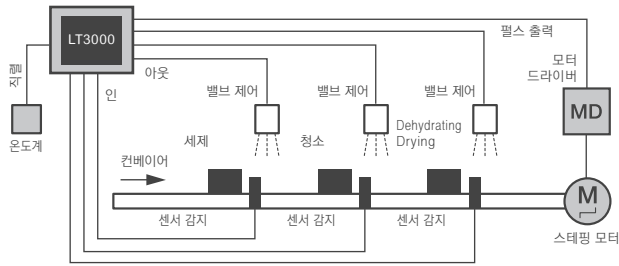 LT3000
펄스 출력
직렬
아웃
인
모터
드라이버
밸브 제어
밸브 제어
밸브 제어
MD
온도계
세제
청소
Dehydrating
Drying
컨베이어
M
센서 감지
센서 감지
센서 감지
스테핑 모터